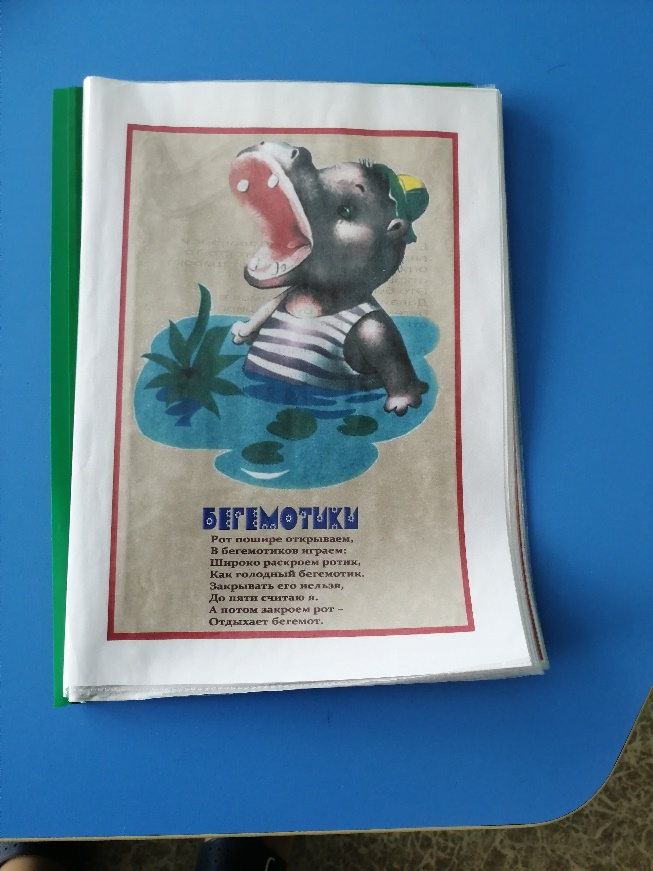 БЕГЕМОТИКИ
Рот пошире открываем,
В бегемотиков играем:
Широко раскроем ротик,
Как голодный бегемотик.
Закрывать его нельзя,
До пяти считаю я.
А потом закроем рот –
Отдыхает бегемот.